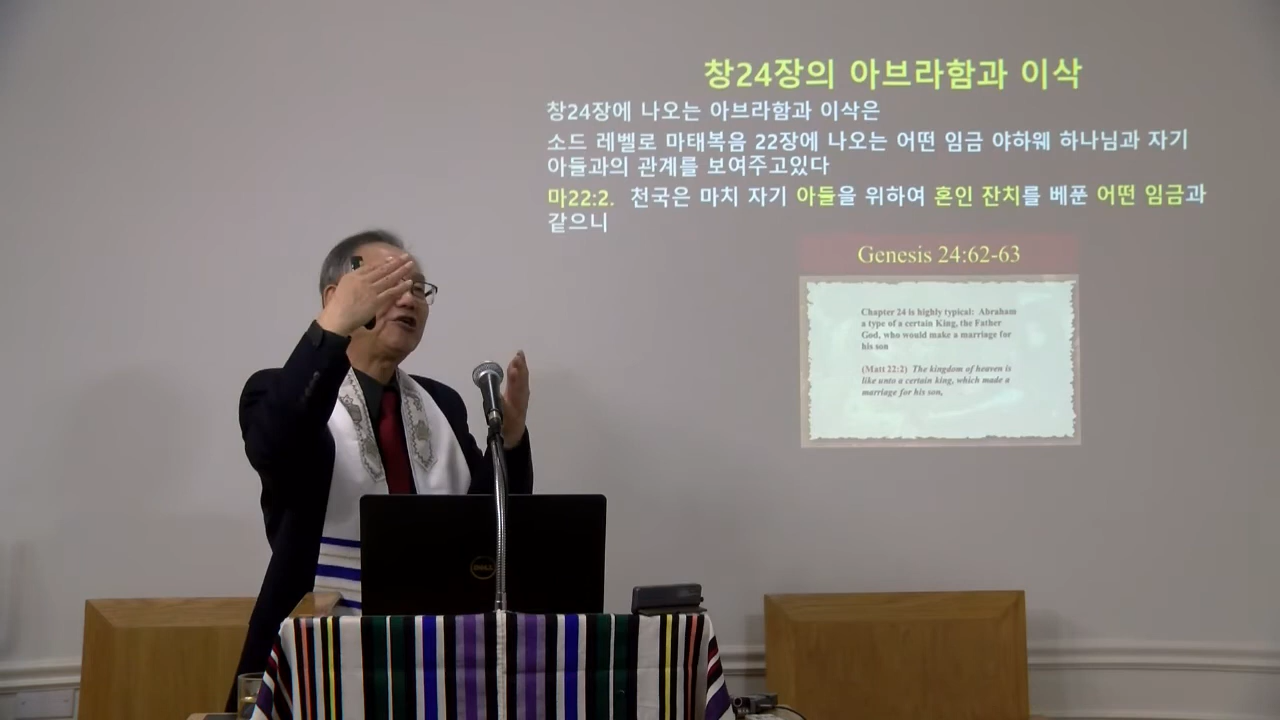 창24장의 아브라함과 이삭
창24장에 나오는 아브라함과 이삭은
소드 레벨로 마태복음 22장에 나오는 어떤 임금 야하웨 하나님과 자기
아들과의 관계를 보여주고있다
마22:2. 천국은 마치 자기 아들을 위하여 혼인 잔치를 베푼 어떤 임금과
같으니
Genesis 24:62-63
Chapter 24 is highly typical: Abraham
a type of a certain King, the Father
God, who would make a marriage for
his son
(Matt 22:2) The kingdom of heaven is
like unto a certain king, which made a
marriage for his son,
DELL